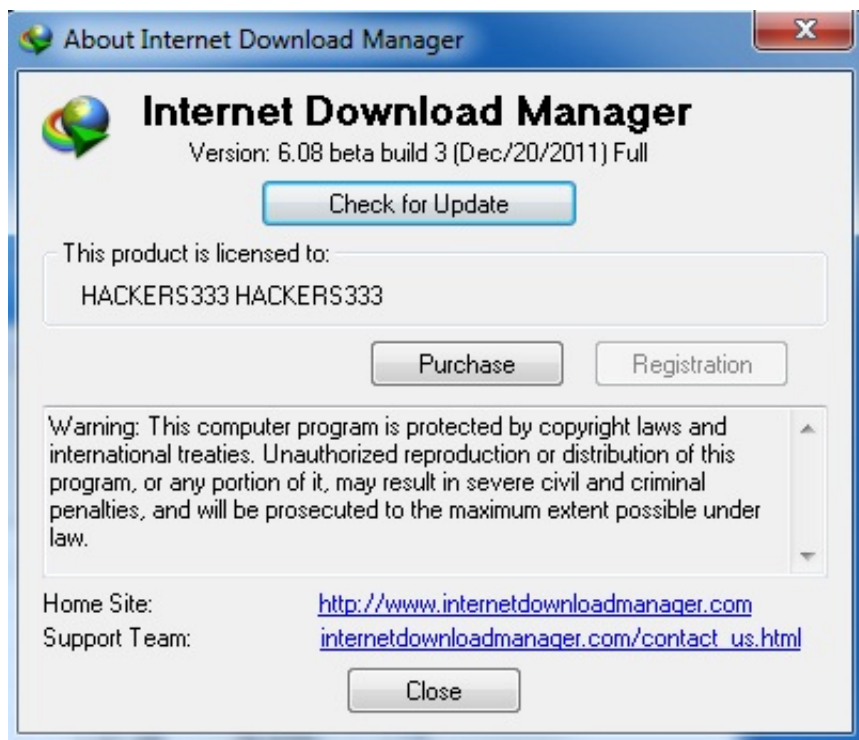 About Internet Download Manager
Internet Download Manager
Version: 6.08 beta build 3 (Dec/20/2011) Full
Check for Update
This product is licensed to:
HACKERS333 HACKERS333
Purchase
Registration
Warning: This computer program is protected by copyright laws and
international treaties. Unauthorized reproduction or distribution of this
program, or any portion of it, may result in severe civil and criminal
penalties, and will be prosecuted to the maximum extent possible under
law.
Home Site: http://www.internetdownloadmanager.com
Support Team: internetdownloadmanager.com/contact_us.html
Close